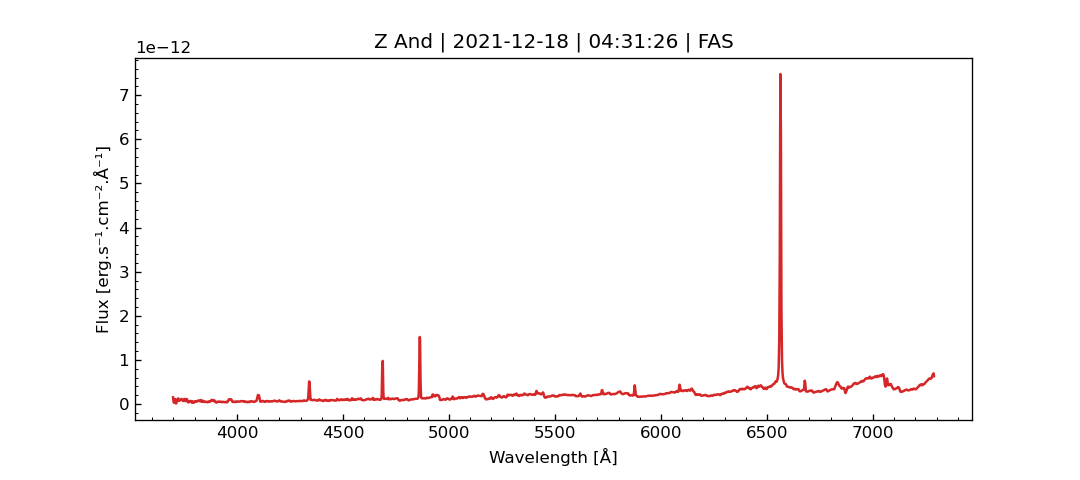 Z And | 2021-12-18 | 04:31:26 | FAS
1e−12
7
6
5
4
3
2
1
0
Flux [erg.s⁻¹.cm⁻².Å⁻¹]
4000 4500 5000 5500 6000 6500 7000
Wavelength [Å]